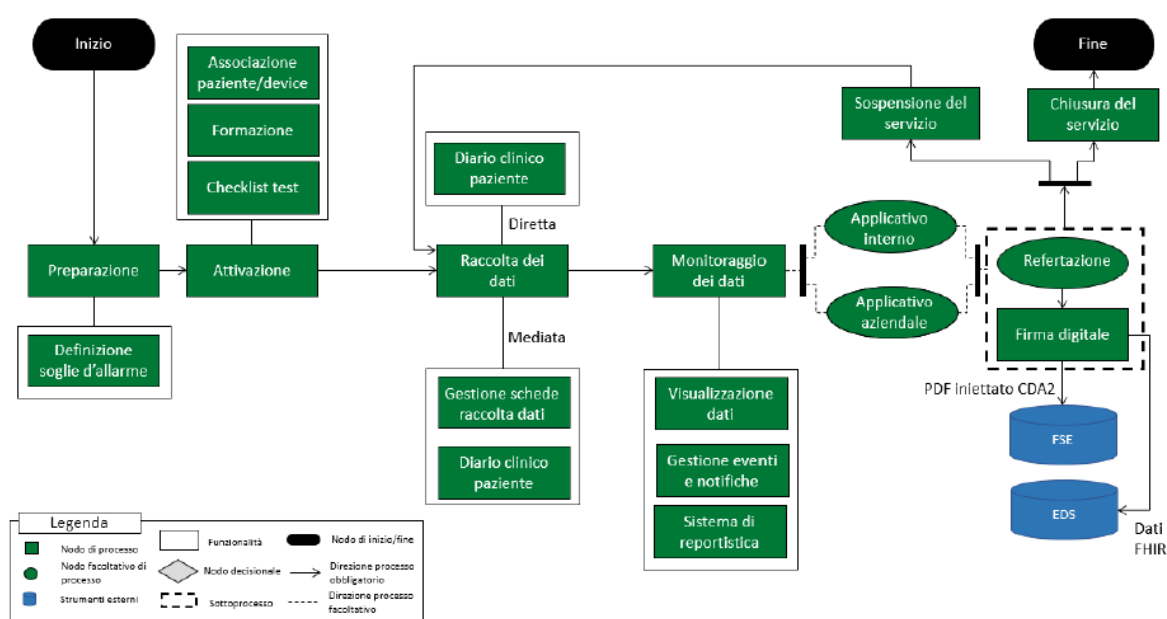 Inizio
Fine
Associazione
paziente/device
Formazione
Checklist test
Sospensione del
servizio
Chiusura del
servizio
Diario clinico
paziente
Diretta
Applicativo
interno
Preparazione
Attivazione
Raccolta dei
dati
Monitoraggio
dei dati
Refertazione
Applicativo
aziendale
Firma digitale
Mediata
Definizione
soglie d'allarme
PDF iniettato CDA2
Gestione schede
raccolta dati
Visualizzazione
dati
FSE
Diario clinico
paziente
Gestione eventi
e notifiche
Sistema di
reportistica
EDS
Dati
FHIR
Legenda
Nodo di processo
Funzionalità
Nodo di inizio/fine
Nodo facoltativo di
processo
Nodo decisionale
Direzione processo
obbligatorio
Strumenti esterni
Sottoprocesso
Direzione processo
facoltativo